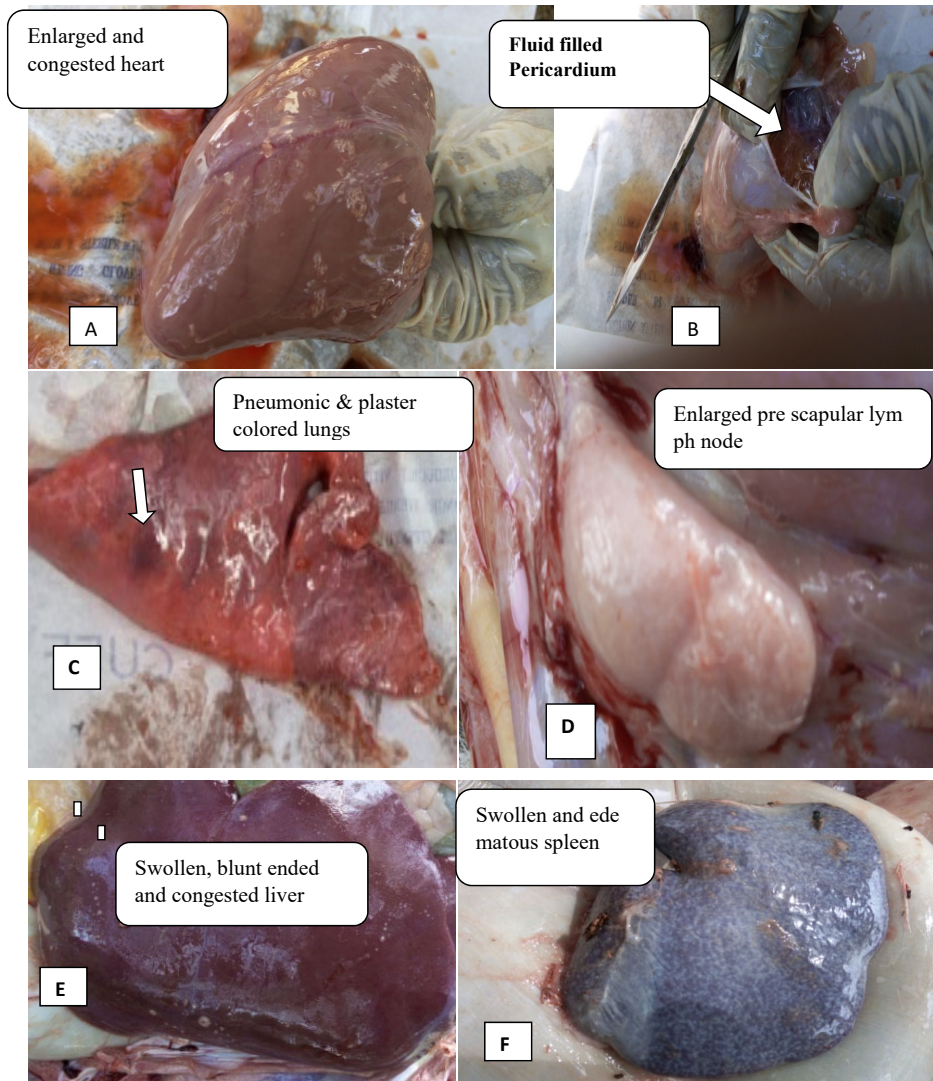 Enlarged and
congested heart
Fluid filled
Pericardium
A
B
Pneumonic & plaster
colored lungs
Enlarged pre scapular lym
ph node
C
D
Swollen, blunt ended
and congested liver
Swollen and ede
matous spleen
E
F